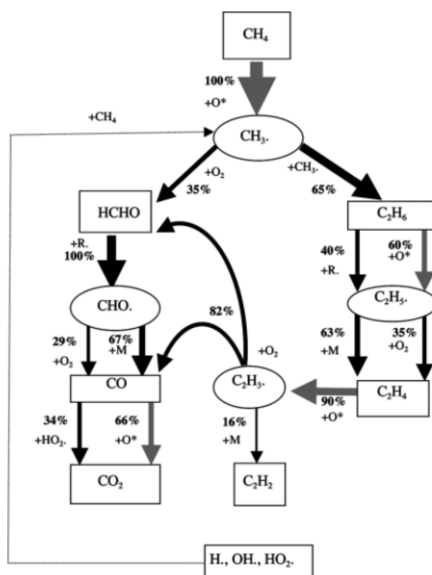 CH4
100%
+O*
+CH4
CH3.
+O2
+CH3.
35%
65%
HCHO
C2H6
+R.
100%
40%
60%
+R.
+O*
CHO.
82%
C2H5.
29%
67%
+O2
63%
35%
+O2
+M
+M
+O2
CO
C2H3.
90%
C2H4
+O*
34%
66%
16%
+HO2.
+O*
+M
CO2
C2H2
H., OH., HO2.